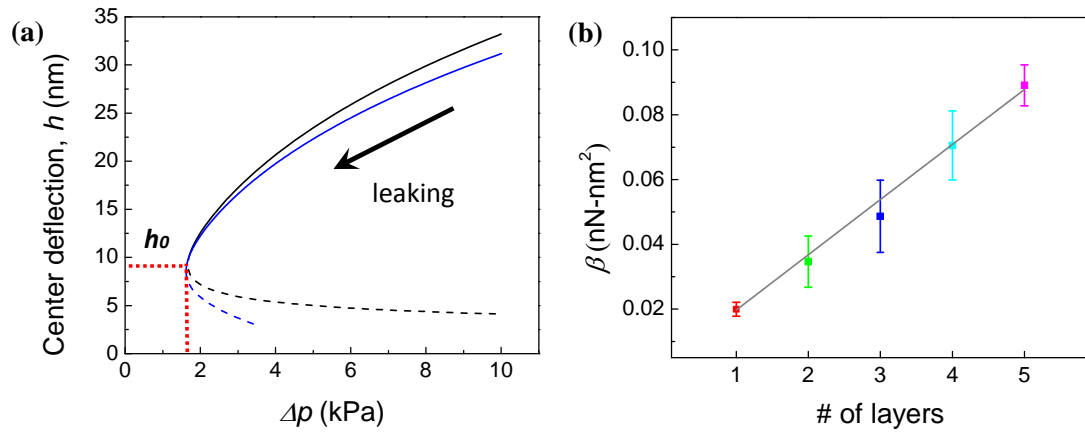 (a)
Center deflection, h (nm)
35
30
25
20
15
10
5
0
h0
leaking
0 2 4 6 8 10
Δp (kPa)
(b)
β (nN-nm²)
0.10
0.08
0.06
0.04
0.02
1 2 3 4 5
# of layers